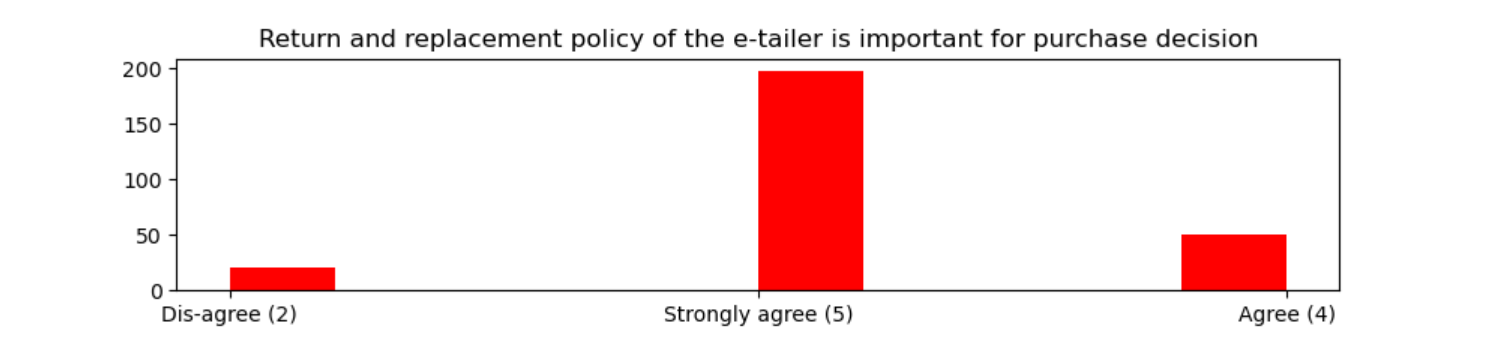 Return and replacement policy of the e-tailer is important for purchase decision
200
150
100
50
0
Dis-agree (2) Strongly agree (5) Agree (4)